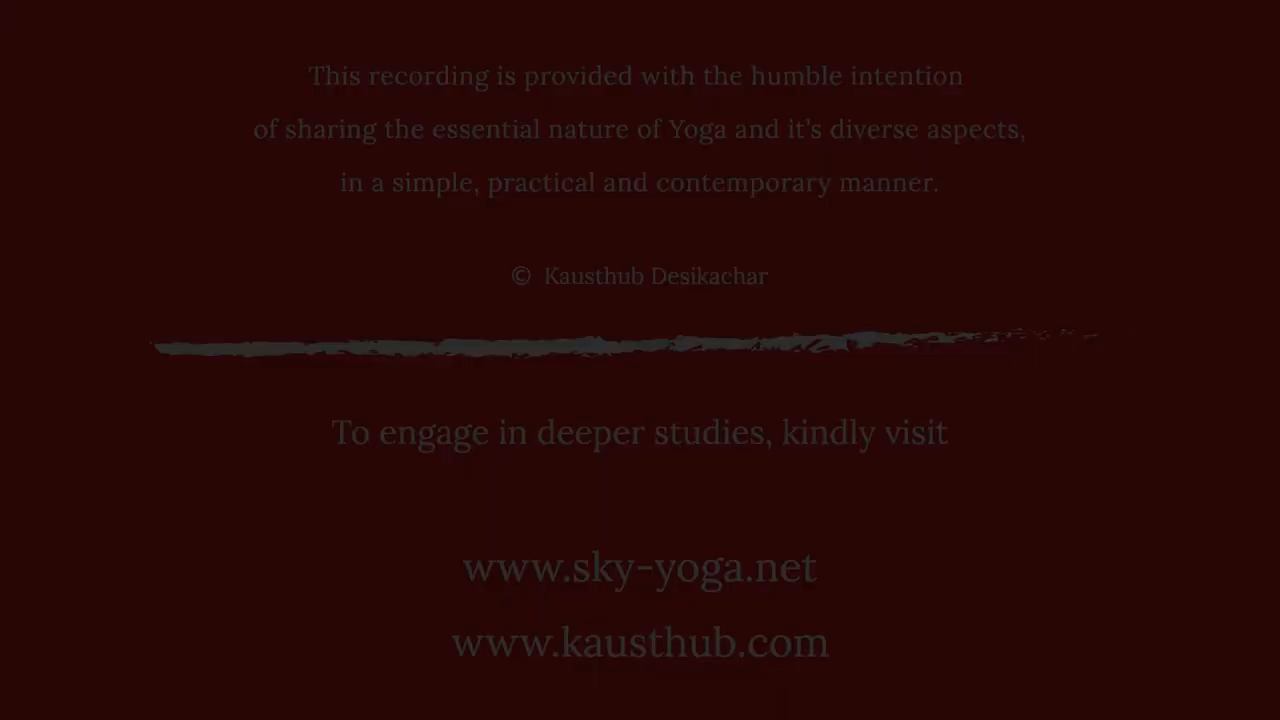 This recording is provided with the humble intention
of sharing the essential nature of Yoga and it's diverse aspects,
in a simple, practical and contemporary manner.
© Kausthub Desikachar
To engage in deeper studies, kindly visit
www.sky-yoga.net
www.kausthub.com